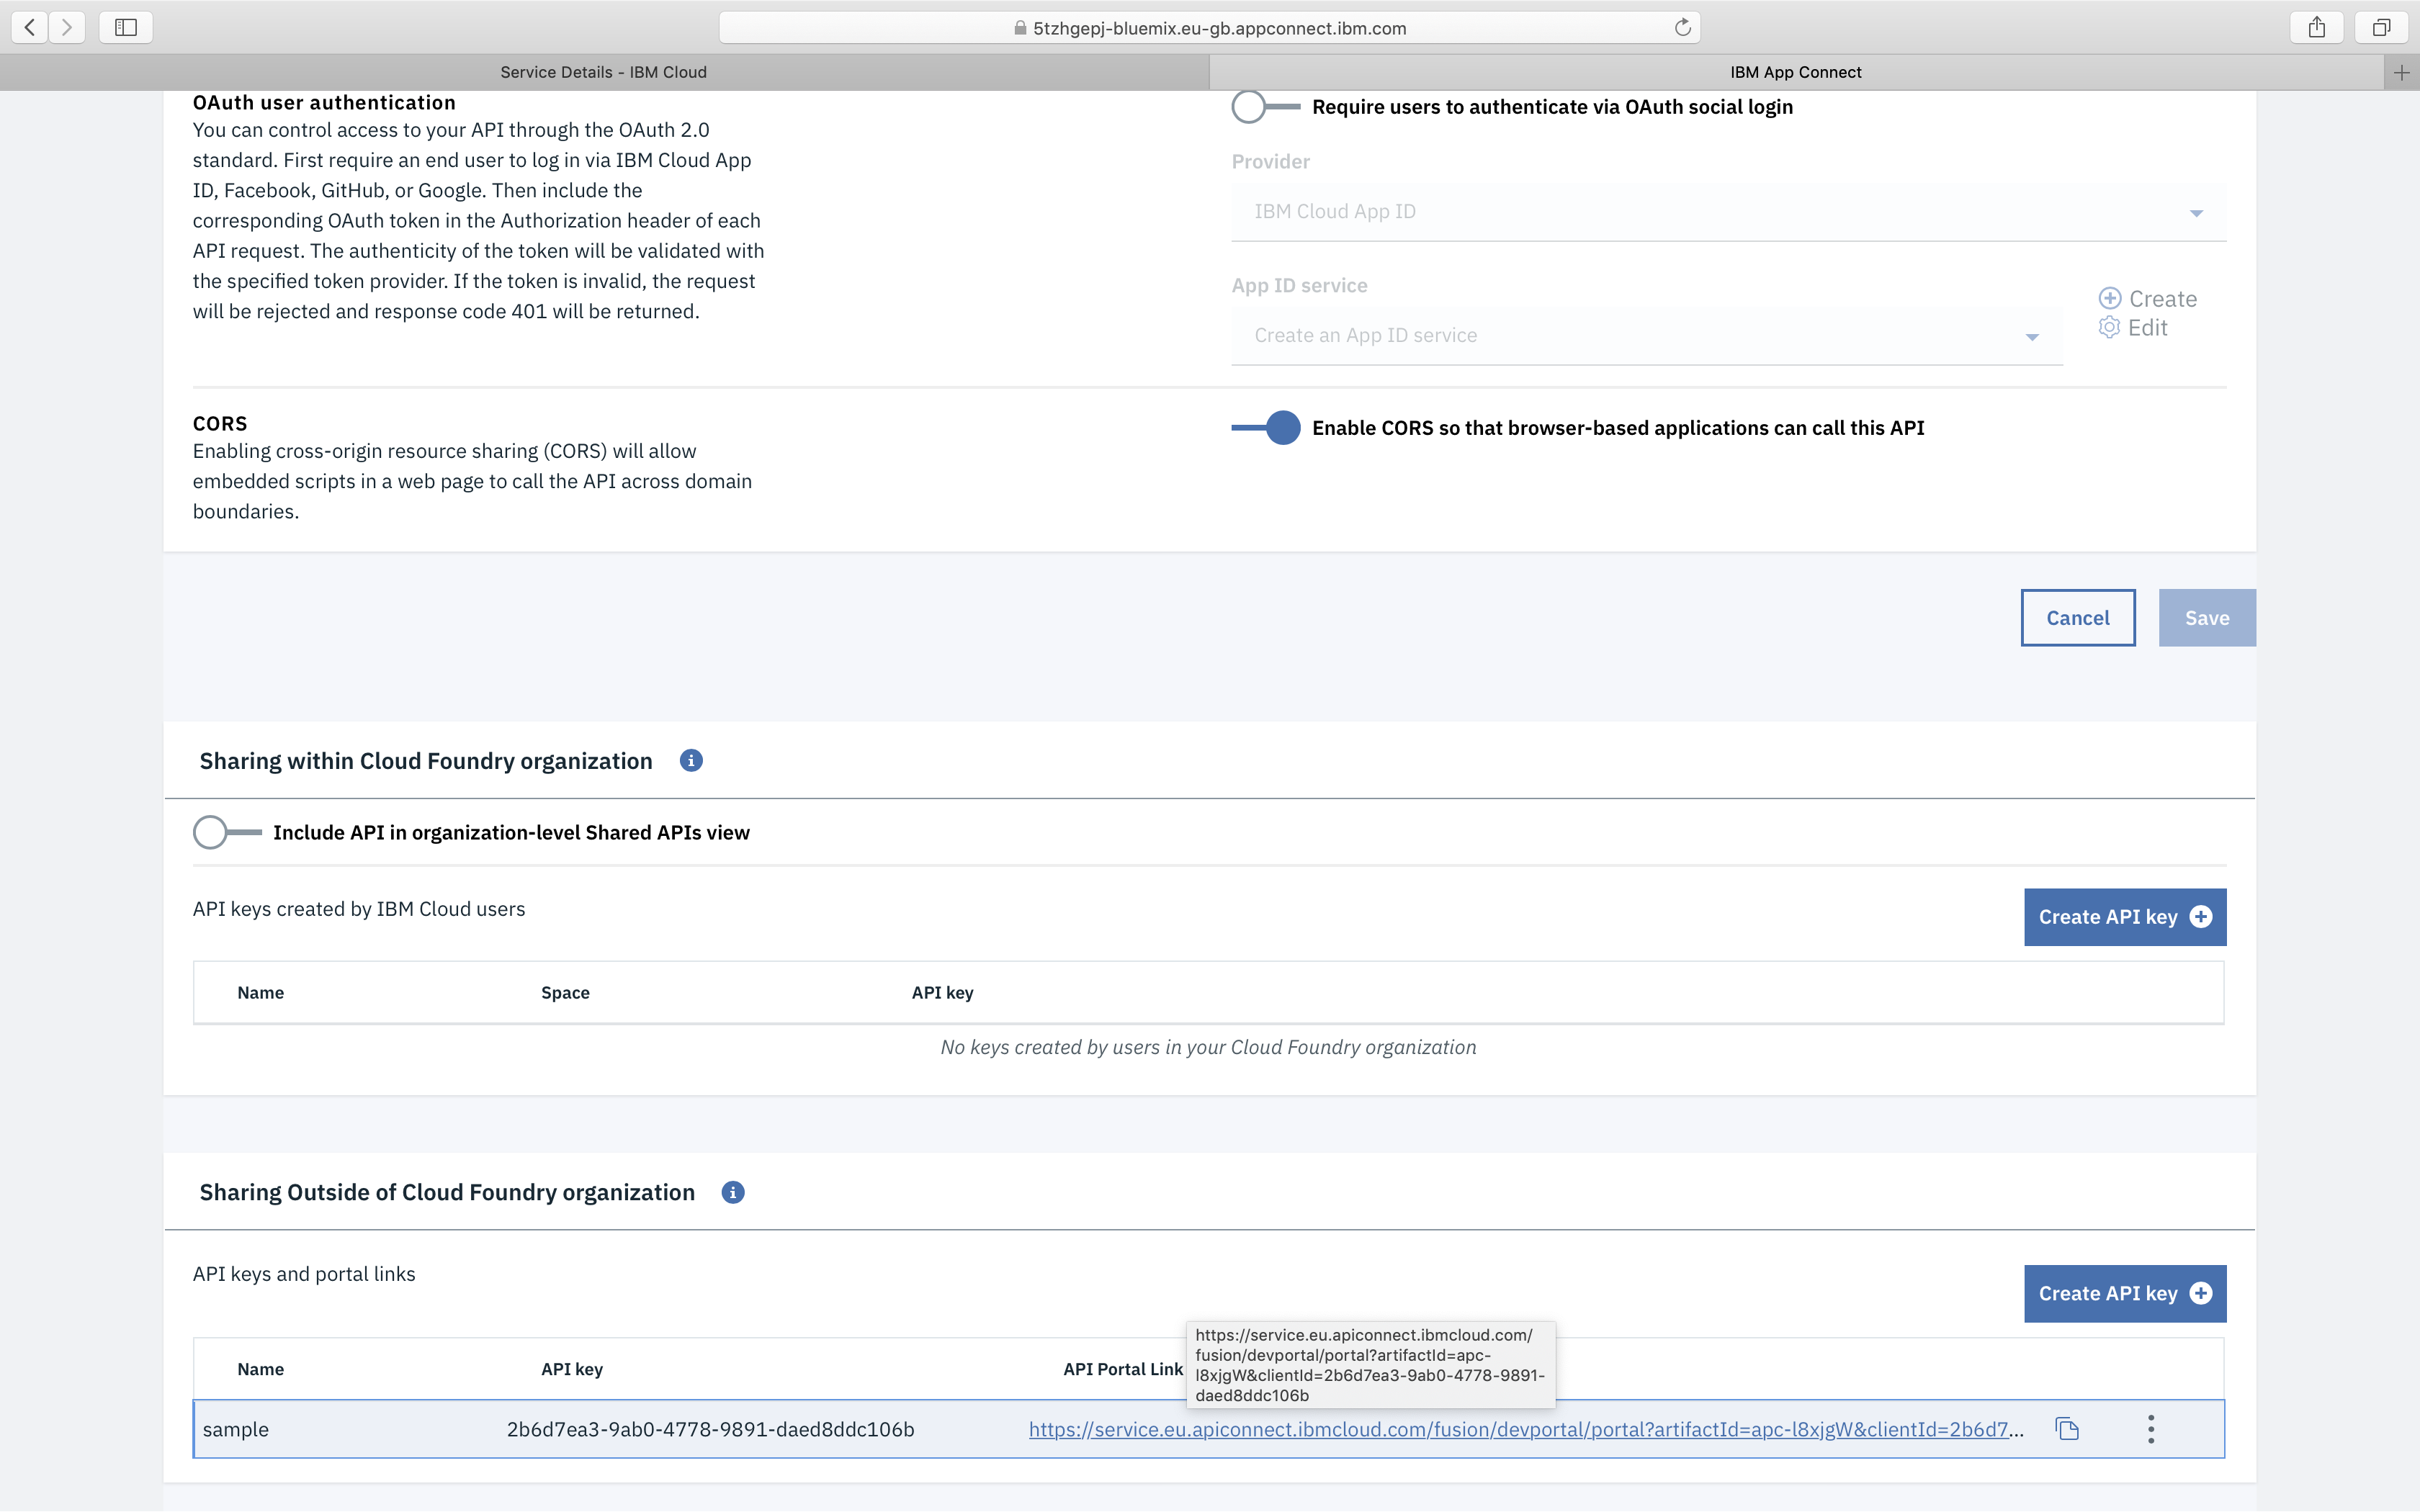 5tzhgepj-bluemix.eu-gb.appconnect.ibm.com
Service Details - IBM Cloud
IBM App Connect
OAuth user authentication
You can control access to your API through the OAuth 2.0
standard. First require an end user to log in via IBM Cloud App
ID, Facebook, GitHub, or Google. Then include the
corresponding OAuth token in the Authorization header of each
API request. The authenticity of the token will be validated with
the specified token provider. If the token is invalid, the request
will be rejected and response code 401 will be returned.
Require users to authenticate via OAuth social login
Provider
IBM Cloud App ID
App ID service
Create an App ID service
Create
Edit
CORS
Enabling cross-origin resource sharing (CORS) will allow
embedded scripts in a web page to call the API across domain
boundaries.
Enable CORS so that browser-based applications can call this API
Cancel
Save
Sharing within Cloud Foundry organization
Include API in organization-level Shared APIs view
API keys created by IBM Cloud users
Create API key
Name Space API key
No keys created by users in your Cloud Foundry organization
Sharing Outside of Cloud Foundry organization
API keys and portal links
Create API key
https://service.eu.apiconnect.ibmcloud.com/
fusion/devportal/portal?artifactId=apc-
l8xjgW&clientId=2b6d7ea3-9ab0-4778-9891-
daed8ddc106b
Name API key API Portal Link
sample 2b6d7ea3-9ab0-4778-9891-daed8ddc106b https://service.eu.apiconnect.ibmcloud.com/fusion/devportal/portal?artifactId=apc-l8xjgW&clientId=2b6d7...